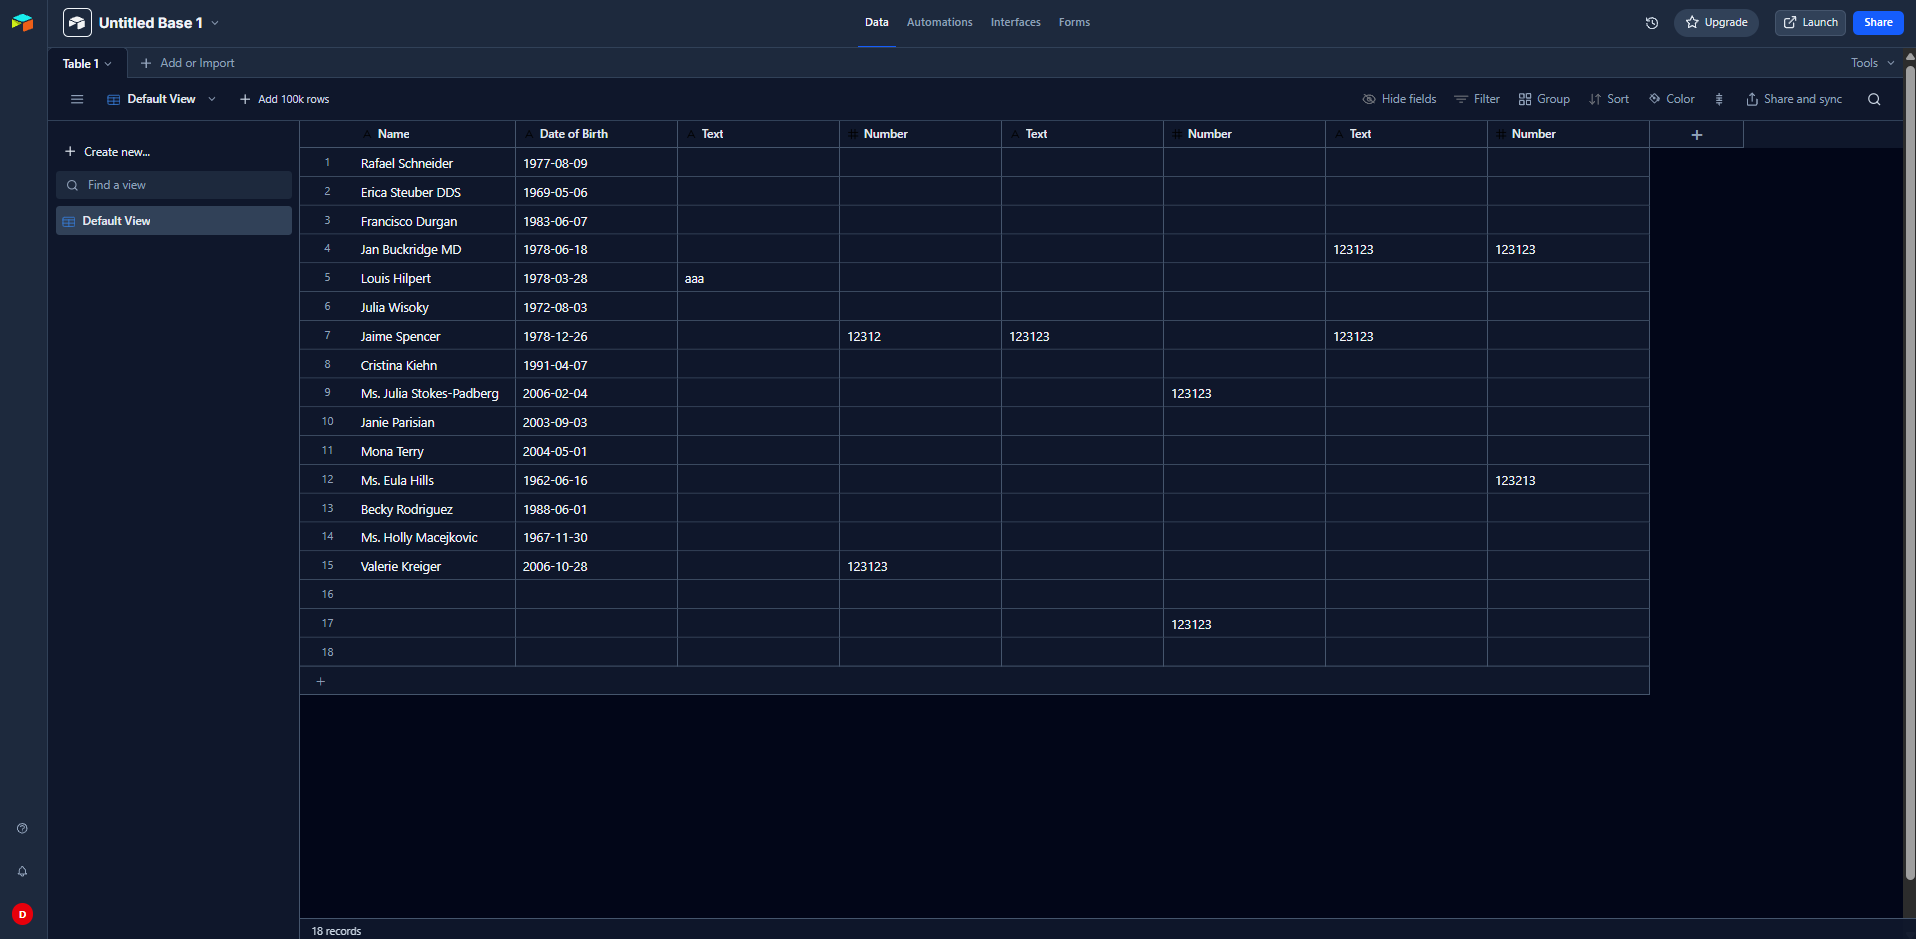 Untitled Base 1
Data Automations Interfaces Forms
Upgrade Launch Share
Table 1 Add or Import Tools
Default View Add 100k rows Hide fields Filter Group Sort Color Share and sync
Create new...
Find a view
Default View
Name Date of Birth Text Number Text Number Text Number
1 Rafael Schneider 1977-08-09
2 Erica Steuber DDS 1969-05-06
3 Francisco Durgan 1983-06-07
4 Jan Buckridge MD 1978-06-18 123123 123123
5 Louis Hilpert 1978-03-28 aaa
6 Julia Wisoky 1972-08-03
7 Jaime Spencer 1978-12-26 12312 123123 123123
8 Cristina Kiehn 1991-04-07
9 Ms. Julia Stokes-Padberg 2006-02-04 123123
10 Janie Parisian 2003-09-03
11 Mona Terry 2004-05-01
12 Ms. Eula Hills 1962-06-16 123213
13 Becky Rodriguez 1988-06-01
14 Ms. Holly Macejkovic 1967-11-30
15 Valerie Kreiger 2006-10-28 123123
16
17 123123
18
D
18 records